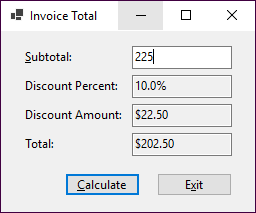 Invoice Total
Subtotal: 225
Discount Percent: 10.0%
Discount Amount: $22.50
Total: $202.50
Calculate Exit